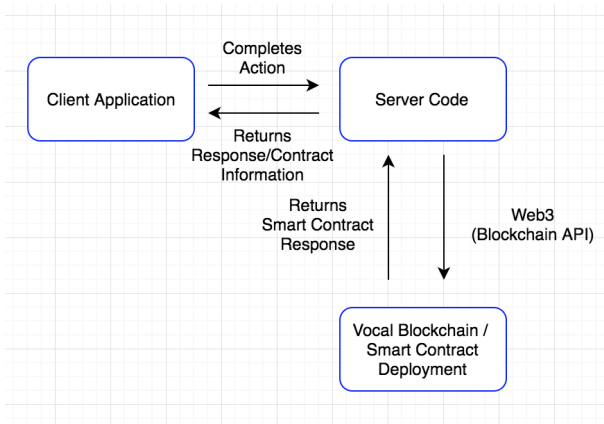 Completes
Action
Client Application
Server Code
Returns
Response/Contract
Information
Returns
Smart Contract
Response
Web3
(Blockchain API)
Vocal Blockchain /
Smart Contract
Deployment